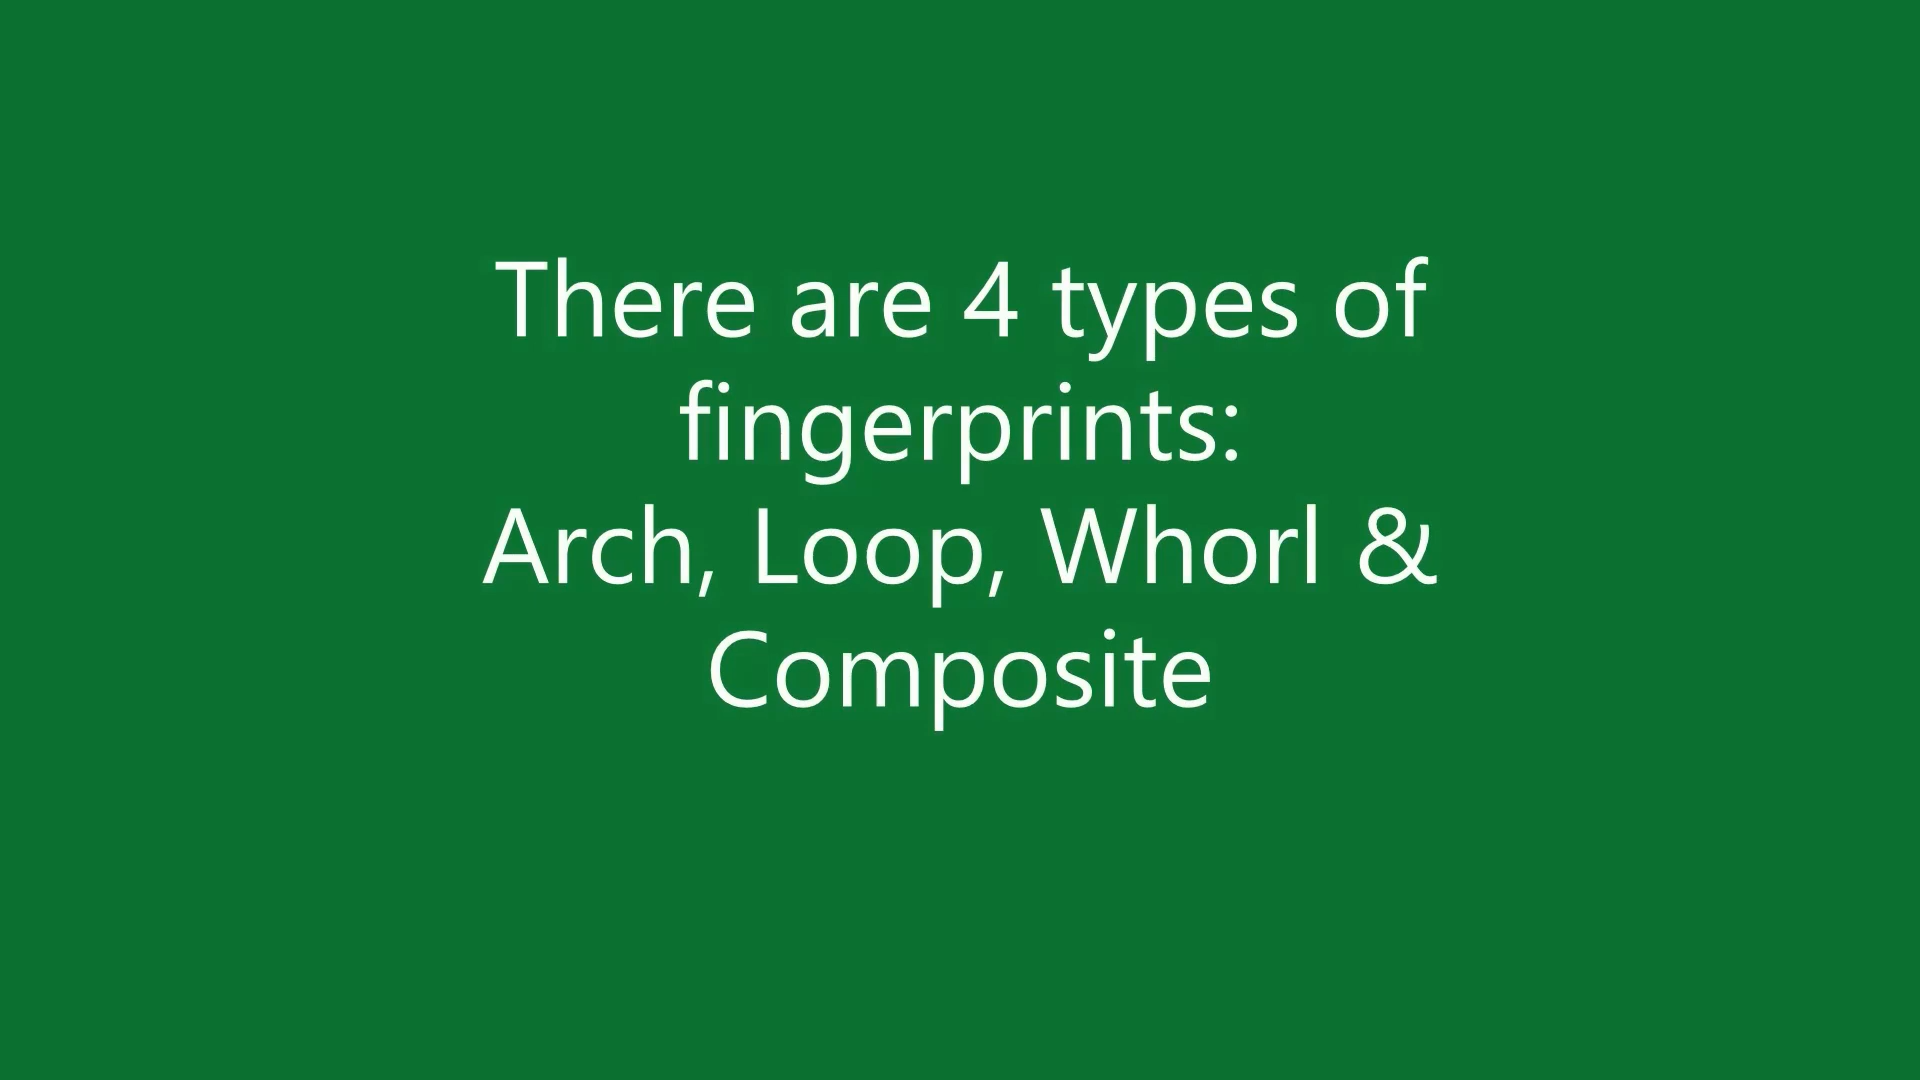 There are 4 types of
fingerprints:
Arch, Loop, Whorl &
Composite